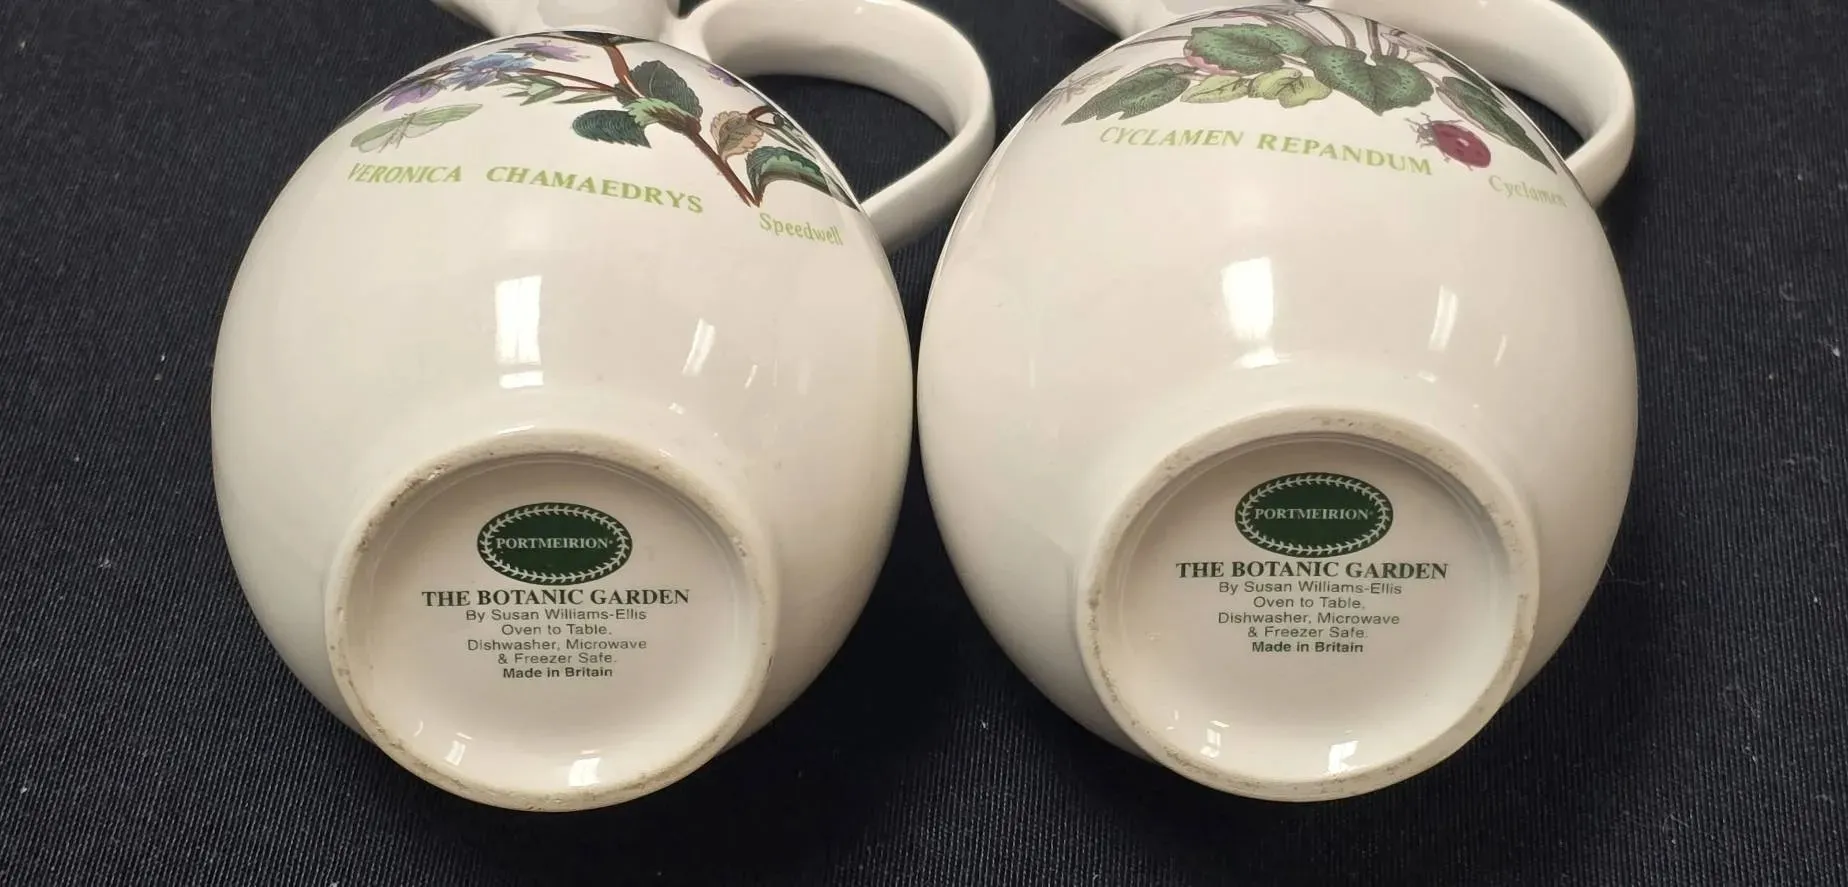 VERONICA CHAMAEDRYS
Speedwell
PORTMEIRION®
THE BOTANIC GARDEN
By Susan Williams-Ellis
Oven to Table.
Dishwasher, Microwave
& Freezer Safe.
Made in Britain
CYCLAMEN REPANDUM
Cyclamen
PORTMEIRION®
THE BOTANIC GARDEN
By Susan Williams-Ellis
Oven to Table.
Dishwasher, Microwave
& Freezer Safe.
Made in Britain